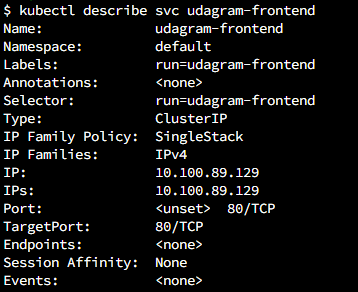 $ kubectl describe svc udagram-frontend
Name:              udagram-frontend
Namespace:         default
Labels:            run=udagram-frontend
Annotations:       <none>
Selector:          run=udagram-frontend
Type:              ClusterIP
IP Family Policy:  SingleStack
IP Families:       IPv4
IP:                10.100.89.129
IPs:               10.100.89.129
Port:              <unset>  80/TCP
TargetPort:        80/TCP
Endpoints:         <none>
Session Affinity:  None
Events:            <none>